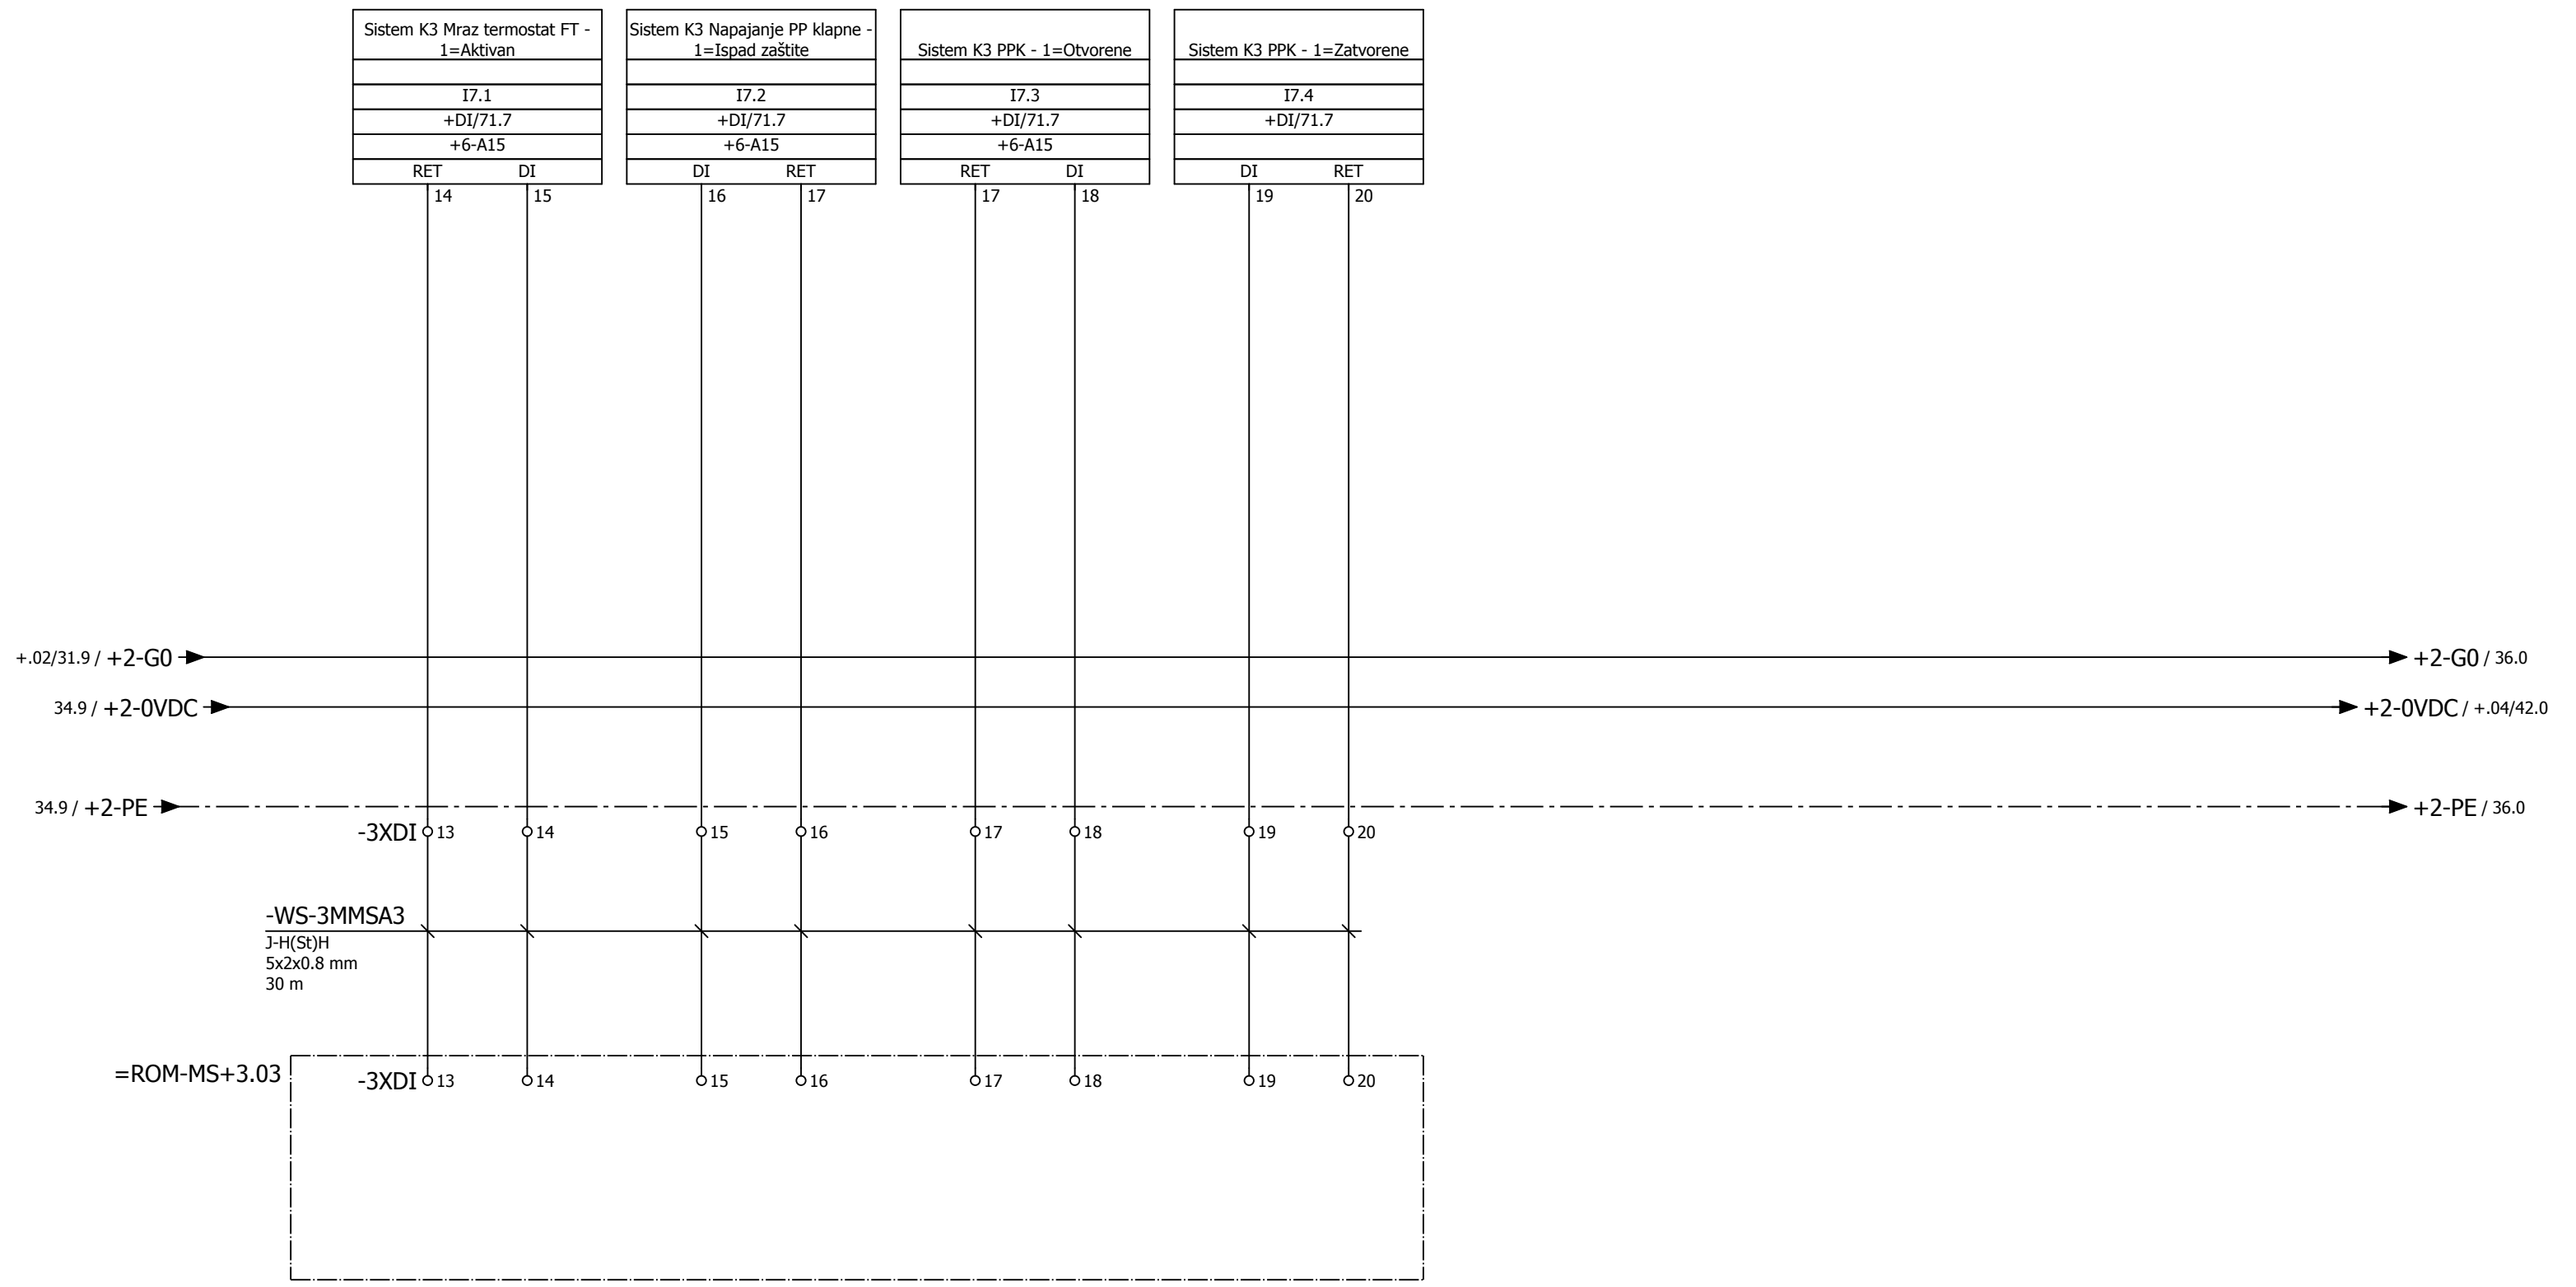 Sistem K3 Mraz termostat FT -
1=Aktivan
I7.1
+DI/71.7
+6-A15
RET DI
14 15
Sistem K3 Napajanje PP klapne -
1=Ispad zaštite
I7.2
+DI/71.7
+6-A15
DI RET
16 17
Sistem K3 PPK - 1=Otvorene
I7.3
+DI/71.7
+6-A15
RET DI
17 18
Sistem K3 PPK - 1=Zatvorene
I7.4
+DI/71.7
DI RET
19 20
+.02/31.9 / +2-G0 +2-G0 / 36.0
34.9 / +2-0VDC +2-0VDC / +.04/42.0
34.9 / +2-PE +2-PE / 36.0
-3XDI 13 14 15 16 17 18 19 20
-WS-3MMSA3
J-H(St)H
5x2x0.8 mm
30 m
=ROM-MS+3.03
-3XDI 13 14 15 16 17 18 19 20